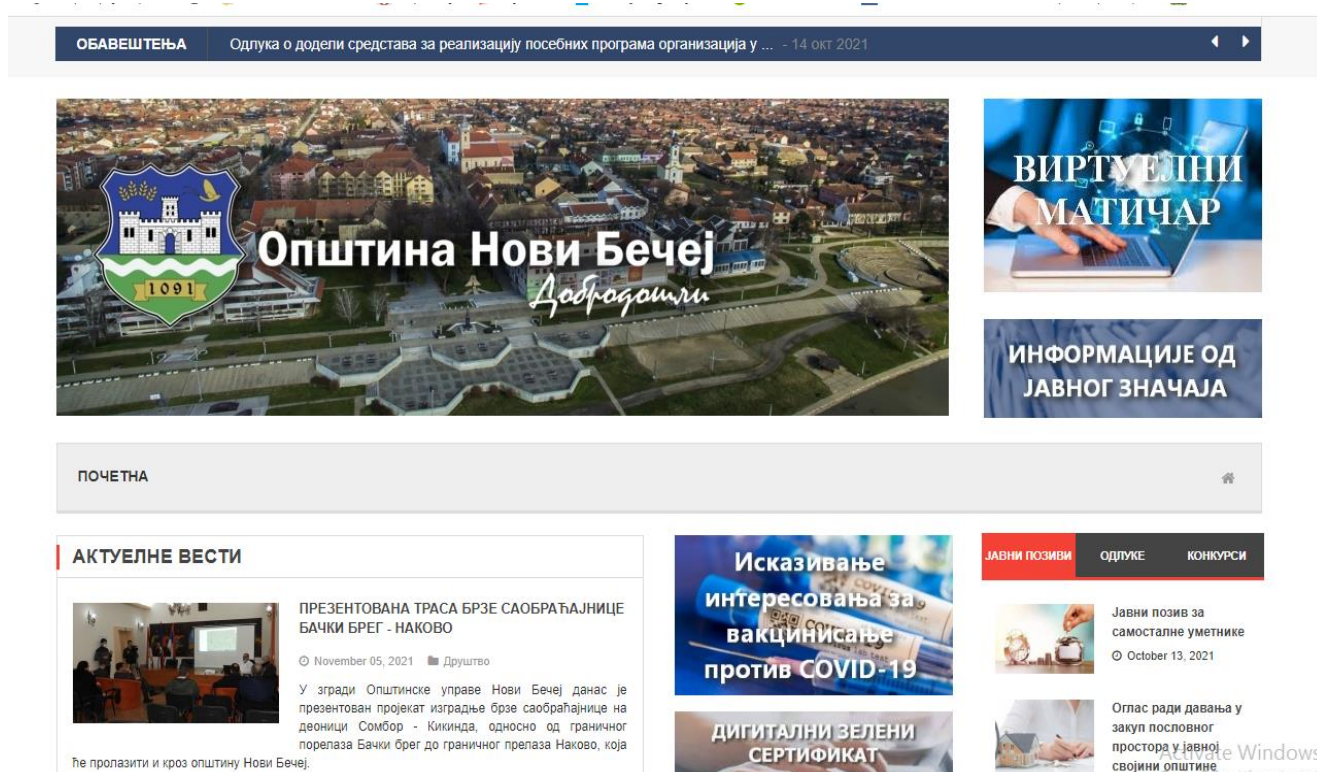 ОБАВЕШТЕЊА
Одлука о додели средстава за реализацију посебних програма организација у ... - 14 окт 2021
1091
Општина Нови Бечеј
Добродошли
ВИРТУЕЛНИ
МАТИЧАР
ИНФОРМАЦИЈЕ ОД
ЈАВНОГ ЗНАЧАЈА
ПОЧЕТНА
АКТУЕЛНЕ ВЕСТИ
ПРЕЗЕНТОВАНА ТРАСА БРЗЕ САОБРАЋАЈНИЦЕ
БАЧКИ БРЕГ - НАКОВО
November 05, 2021 Друштво
У згради Општинске управе Нови Бечеј данас је
презентован пројекат изградње брзе саобраћајнице на
деоници Сомбор - Кикинда, односно од граничног
порелаза Бачки брег до граничног прелаза Наково, која
ће пролазити и кроз општину Нови Бечеј.
Исказивање
интересовања за
вакцинисање
против COVID-19
ДИГИТАЛНИ ЗЕЛЕНИ
СЕРТИФИКАТ
ЈАВНИ ПОЗИВИ ОДЛУКЕ КОНКУРСИ
Јавни позив за
самосталне уметнике
October 13, 2021
Оглас ради давања у
закуп пословног
простора у јавној
својини општине
Activate Windows